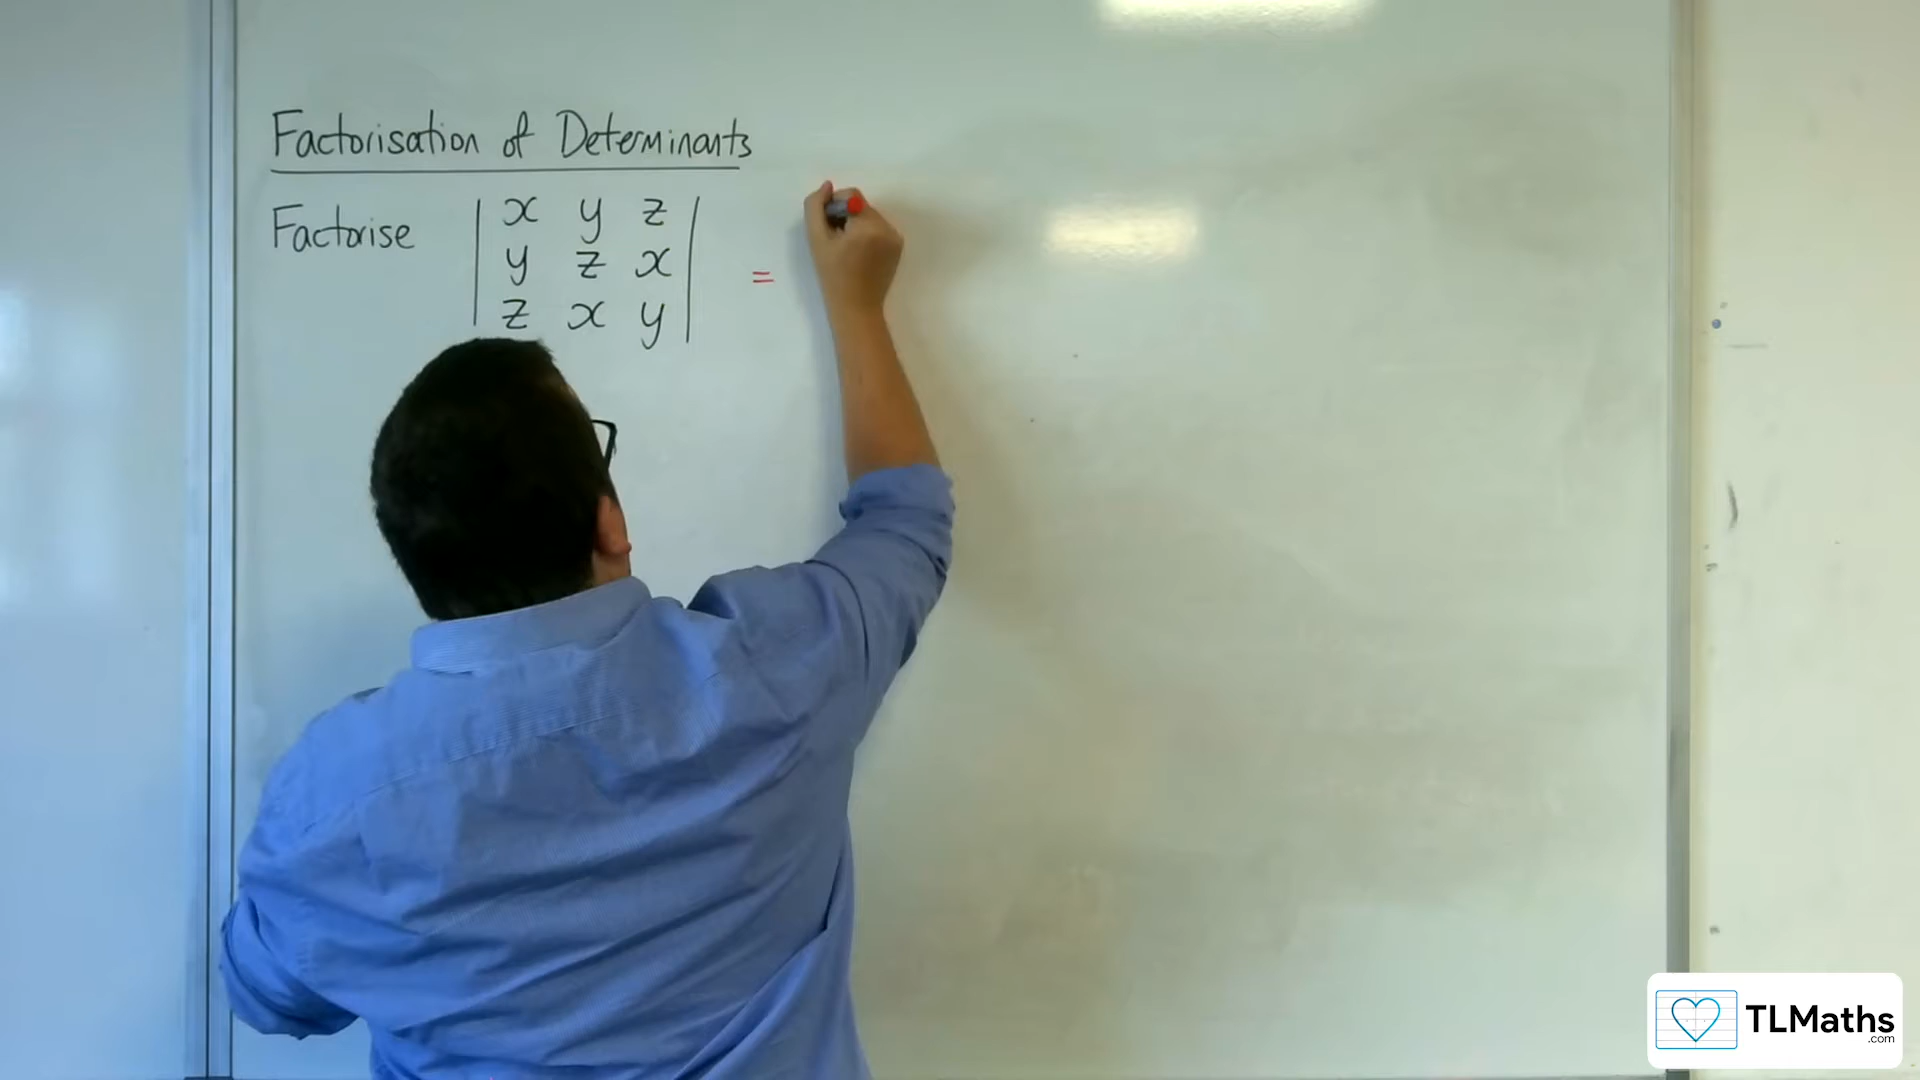 Factorisation of Determinants
Factorise | x y z |
| y z x | =
| z x y |
TLMaths
.com